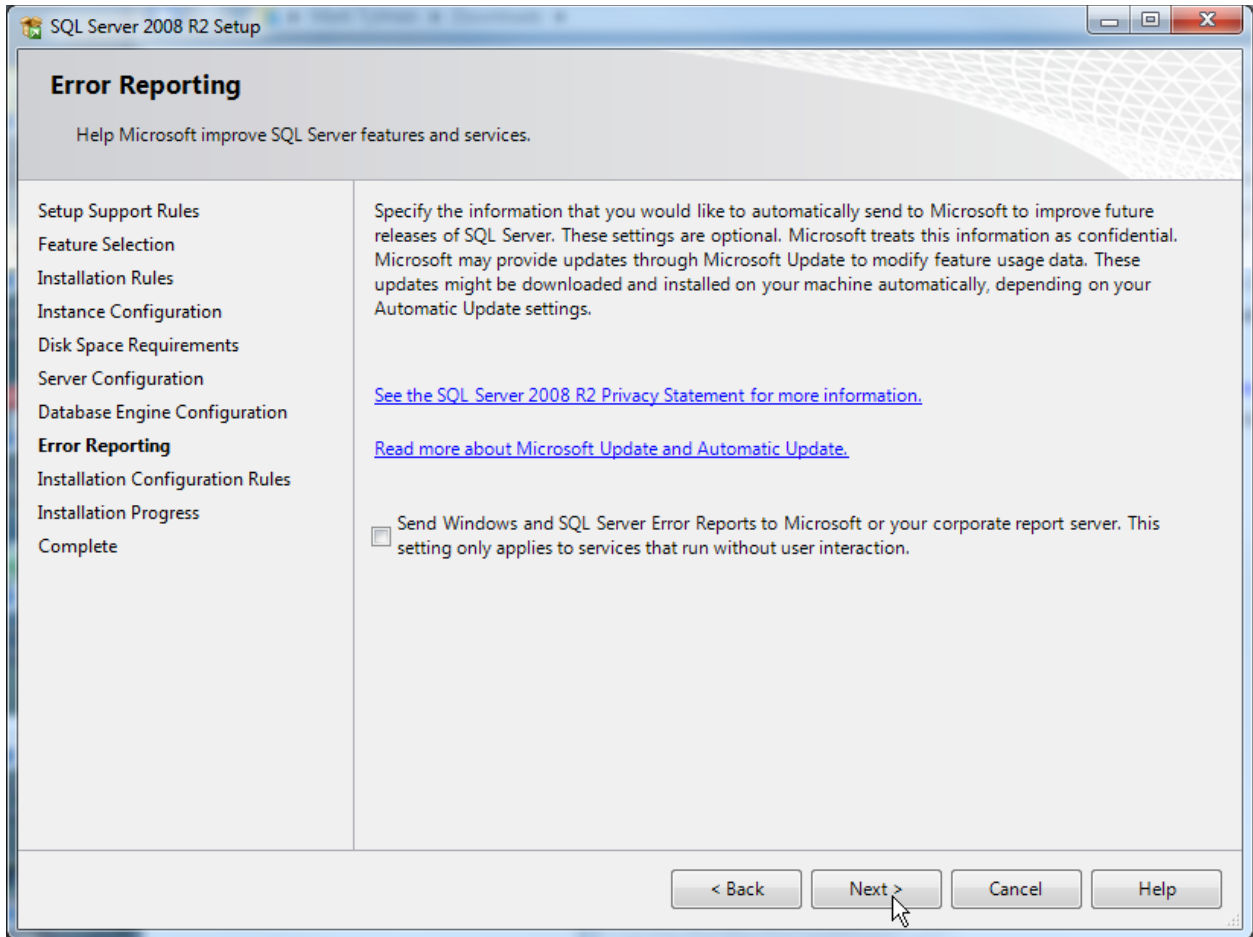 SQL Server 2008 R2 Setup
Error Reporting
Help Microsoft improve SQL Server features and services.
Setup Support Rules
Feature Selection
Installation Rules
Instance Configuration
Disk Space Requirements
Server Configuration
Database Engine Configuration
Error Reporting
Installation Configuration Rules
Installation Progress
Complete
Specify the information that you would like to automatically send to Microsoft to improve future
releases of SQL Server. These settings are optional. Microsoft treats this information as confidential.
Microsoft may provide updates through Microsoft Update to modify feature usage data. These
updates might be downloaded and installed on your machine automatically, depending on your
Automatic Update settings.
See the SQL Server 2008 R2 Privacy Statement for more information.
Read more about Microsoft Update and Automatic Update.
Send Windows and SQL Server Error Reports to Microsoft or your corporate report server. This
setting only applies to services that run without user interaction.
< Back
Next >
Cancel
Help